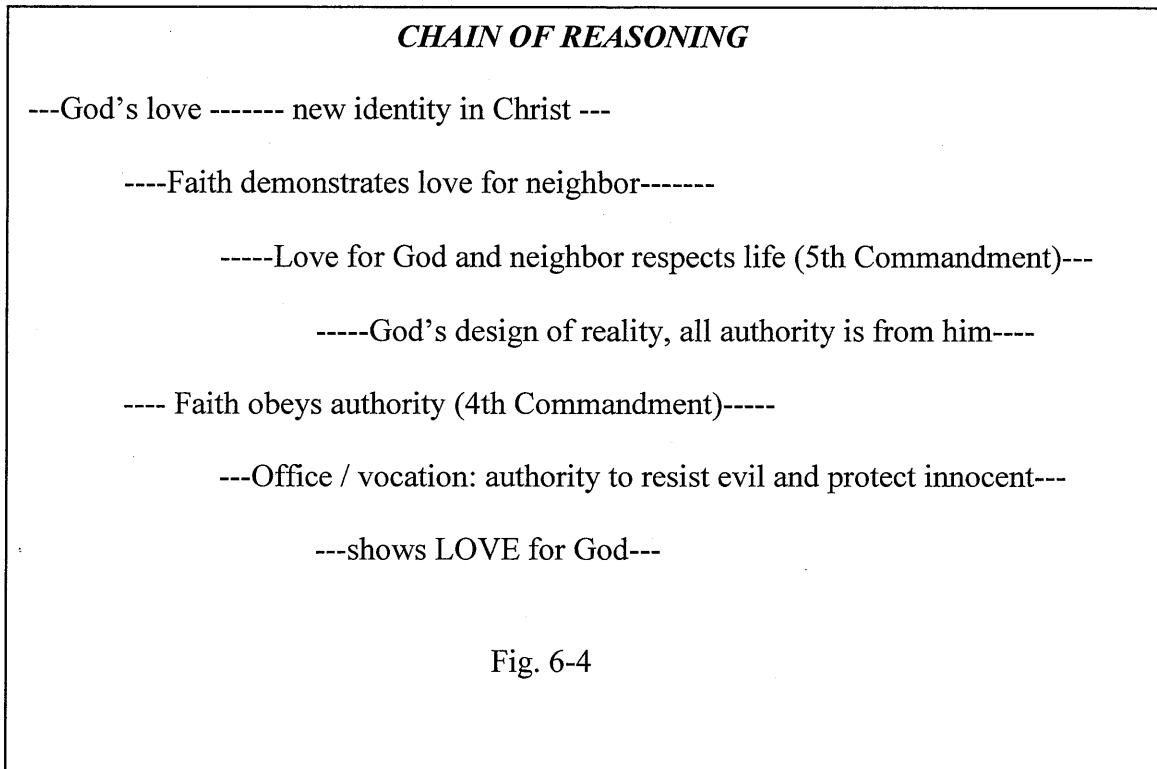 CHAIN OF REASONING
---God's love ------- new identity in Christ ---
----Faith demonstrates love for neighbor-------
-----Love for God and neighbor respects life (5th Commandment)---
-----God's design of reality, all authority is from him----
---- Faith obeys authority (4th Commandment)-----
---Office / vocation: authority to resist evil and protect innocent---
---shows LOVE for God---
Fig. 6-4